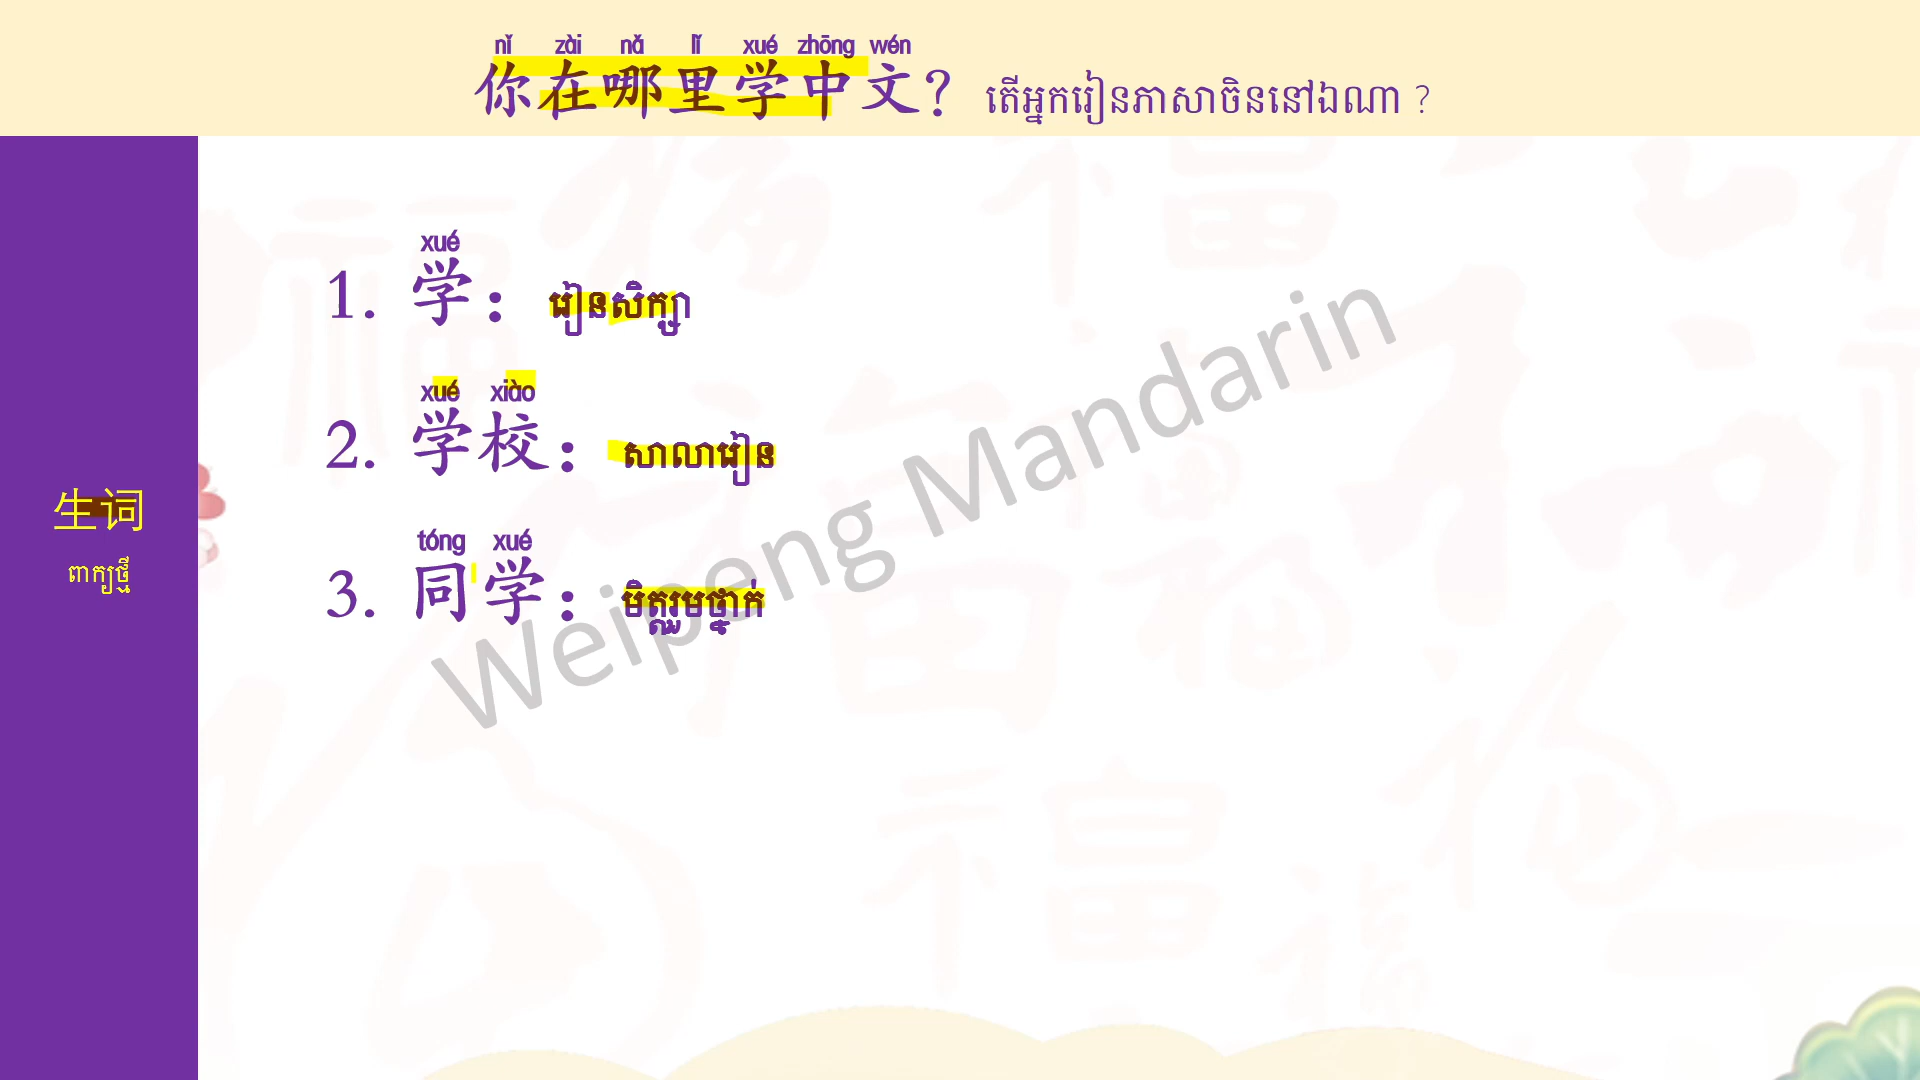 nǐ zài nǎ lǐ xué zhōng wén
你在哪里学中文? តើអ្នករៀនភាសាចិននៅឯណា ?
xué
1. 学: រៀនសិក្សា
xué xiào
2. 学校: សាលារៀន
tóng xué
3. 同学: មិត្តរួមថ្នាក់
生词
ពាក្យថ្មី
Weipeng Mandarin